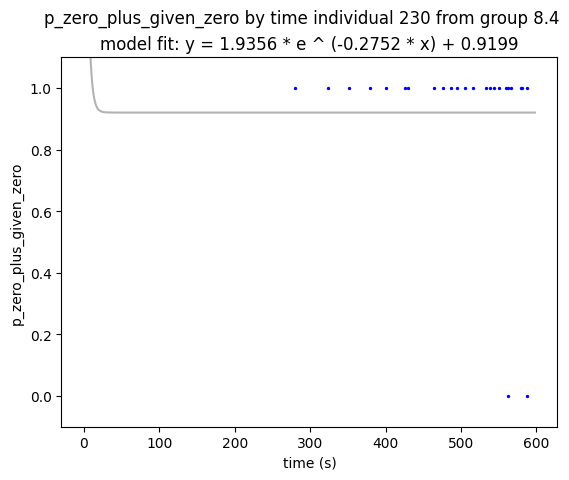 p_zero_plus_given_zero by time individual 230 from group 8.4
model fit: y = 1.9356 * e ^ (-0.2752 * x) + 0.9199
p_zero_plus_given_zero
1.0
0.8
0.6
0.4
0.2
0.0
0 100 200 300 400 500 600
time (s)